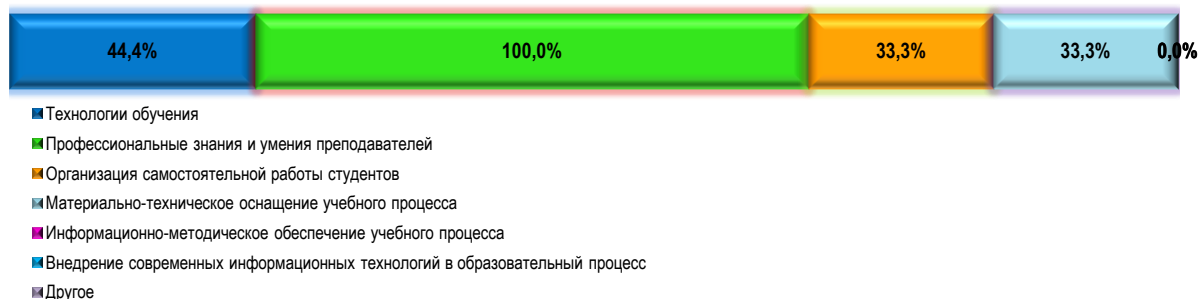 44,4% 100,0% 33,3% 33,3% 0,0%
Технологии обучения
Профессиональные знания и умения преподавателей
Организация самостоятельной работы студентов
Материально-техническое оснащение учебного процесса
Информационно-методическое обеспечение учебного процесса
Внедрение современных информационных технологий в образовательный процесс
Другое